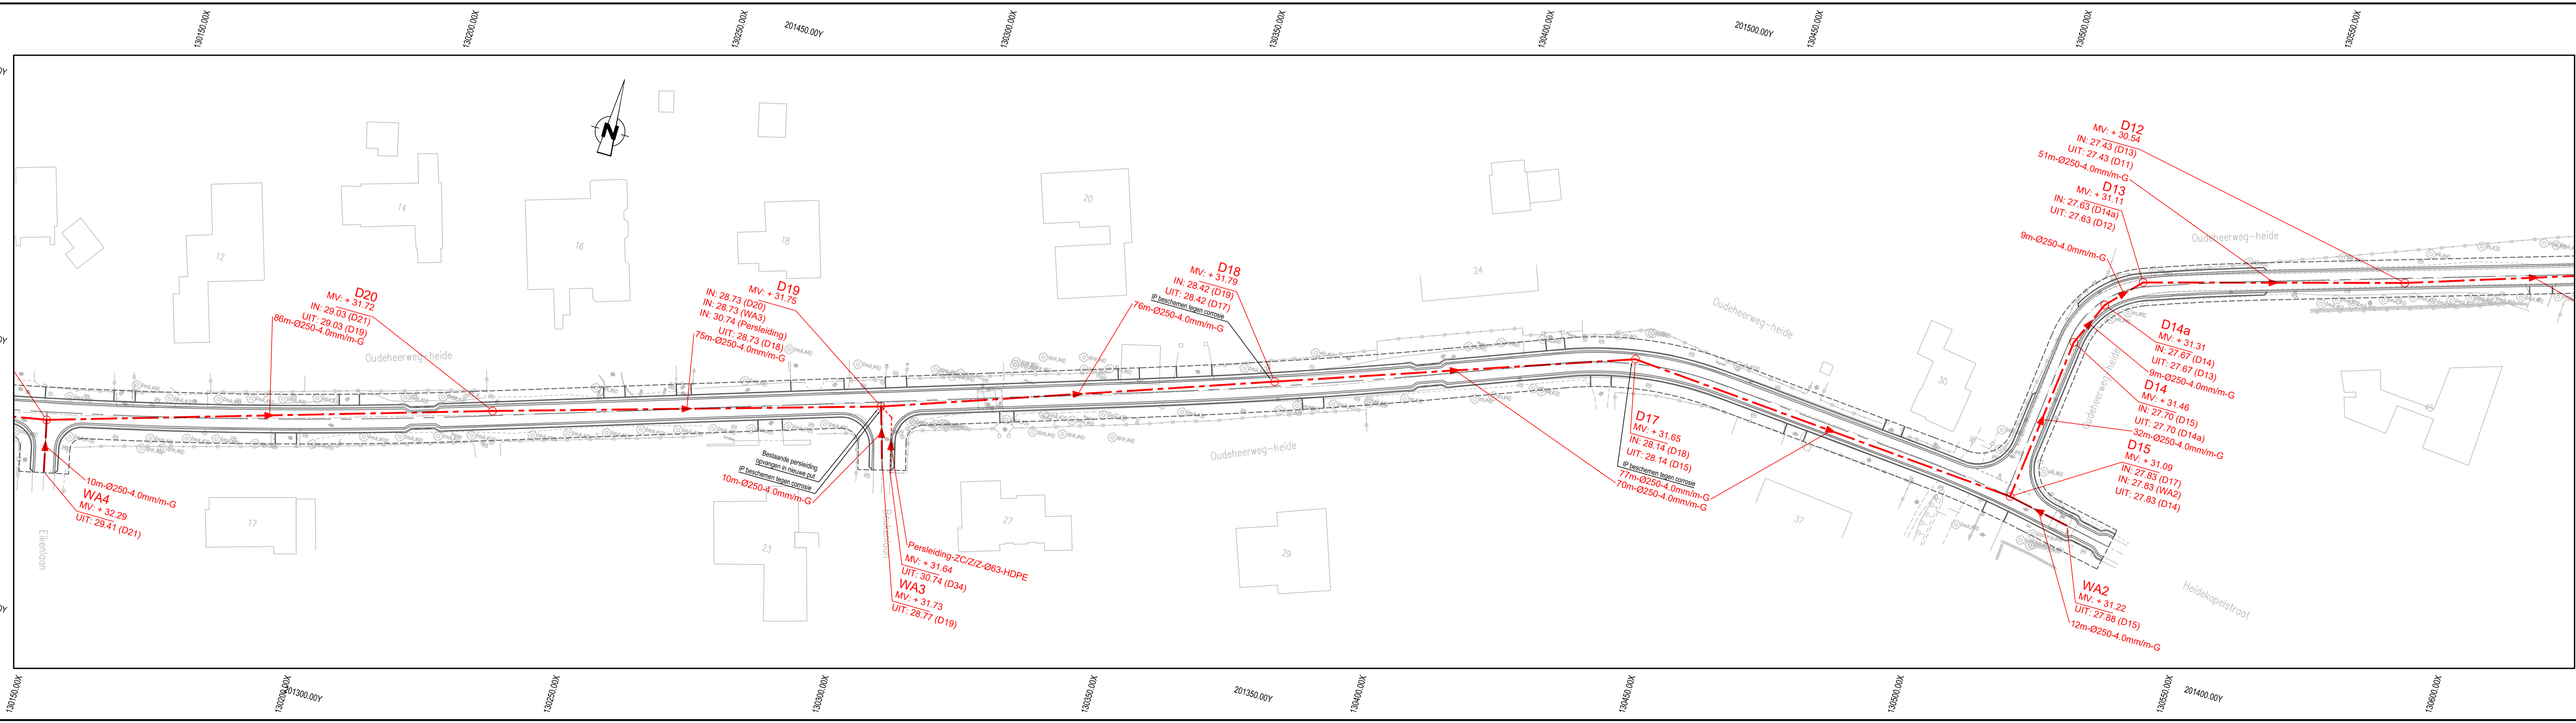 130150.00X
130200.00X
130250.00X
201450.00Y
130300.00X
130350.00X
130400.00X
201500.00Y
130450.00X
130500.00X
130550.00X
N
12
14
16
18
20
24
30
45
17
23
27
29
37
Oudeheerweg-heide
Oudeheerweg-heide
Oudeheerweg-heide
Oudeheerweg-heide
Oudeheerweg-heide
Eikenlaan
Beukenlaan
Heidekapelstraat
D20
MV: + 31.72
IN: 29.03 (D21)
UIT: 29.03 (D19)
86m-Ø250-4.0mm/m-G
D19
MV: + 31.75
IN: 28.73 (D20)
IN: 28.73 (WA3)
IN: 30.74 (Persleiding)
UIT: 28.73 (D18)
75m-Ø250-4.0mm/m-G
D18
MV: + 31.79
IN: 28.42 (D19)
UIT: 28.42 (D17)
IP beschemen tegen corrosie
76m-Ø250-4.0mm/m-G
D12
MV: + 30.54
IN: 27.43 (D13)
UIT: 27.43 (D11)
51m-Ø250-4.0mm/m-G
D13
MV: + 31.11
IN: 27.63 (D14a)
UIT: 27.63 (D12)
9m-Ø250-4.0mm/m-G
D14a
MV: + 31.31
IN: 27.67 (D14)
UIT: 27.67 (D13)
9m-Ø250-4.0mm/m-G
D14
MV: + 31.46
IN: 27.70 (D15)
UIT: 27.70 (D14a)
32m-Ø250-4.0mm/m-G
D15
MV: + 31.09
IN: 27.83 (D17)
IN: 27.83 (WA2)
UIT: 27.83 (D14)
D17
MV: + 31.65
IN: 28.14 (D18)
UIT: 28.14 (D15)
IP beschemen tegen corrosie
77m-Ø250-4.0mm/m-G
70m-Ø250-4.0mm/m-G
Bestaande persleiding
opvangen in nieuwe put
IP beschemen tegen corrosie
10m-Ø250-4.0mm/m-G
10m-Ø250-4.0mm/m-G
WA4
MV: + 32.29
UIT: 29.41 (D21)
Persleiding-ZC/Z/Z-Ø63-HDPE
MV: + 31.64
UIT: 30.74 (D34)
WA3
MV: + 31.73
UIT: 28.77 (D19)
WA2
MV: + 31.22
UIT: 27.88 (D15)
12m-Ø250-4.0mm/m-G
130150.00X
130200.00X
201300.00Y
130250.00X
130300.00X
130350.00X
201350.00Y
130400.00X
130450.00X
130500.00X
130550.00X
201400.00Y
130600.00X